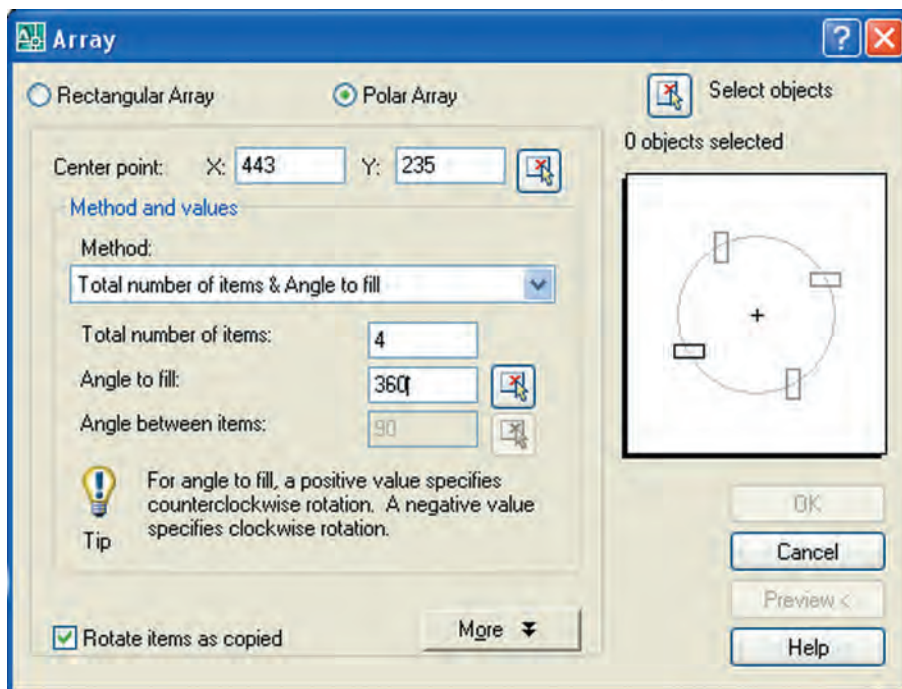 Array
Rectangular Array
Polar Array
Select objects
0 objects selected
Center point: X: 443 Y: 235
Method and values
Method:
Total number of items & Angle to fill
Total number of items: 4
Angle to fill: 360
Angle between items: 90
For angle to fill, a positive value specifies
counterclockwise rotation. A negative value
specifies clockwise rotation.
Tip
OK
Cancel
Preview <
Help
Rotate items as copied
More